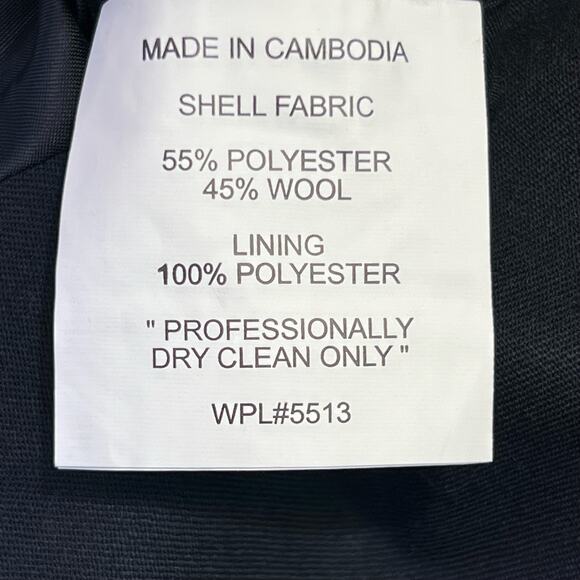 MADE IN CAMBODIA
SHELL FABRIC
55% POLYESTER
45% WOOL
LINING
100% POLYESTER
" PROFESSIONALLY
DRY CLEAN ONLY "
WPL#5513